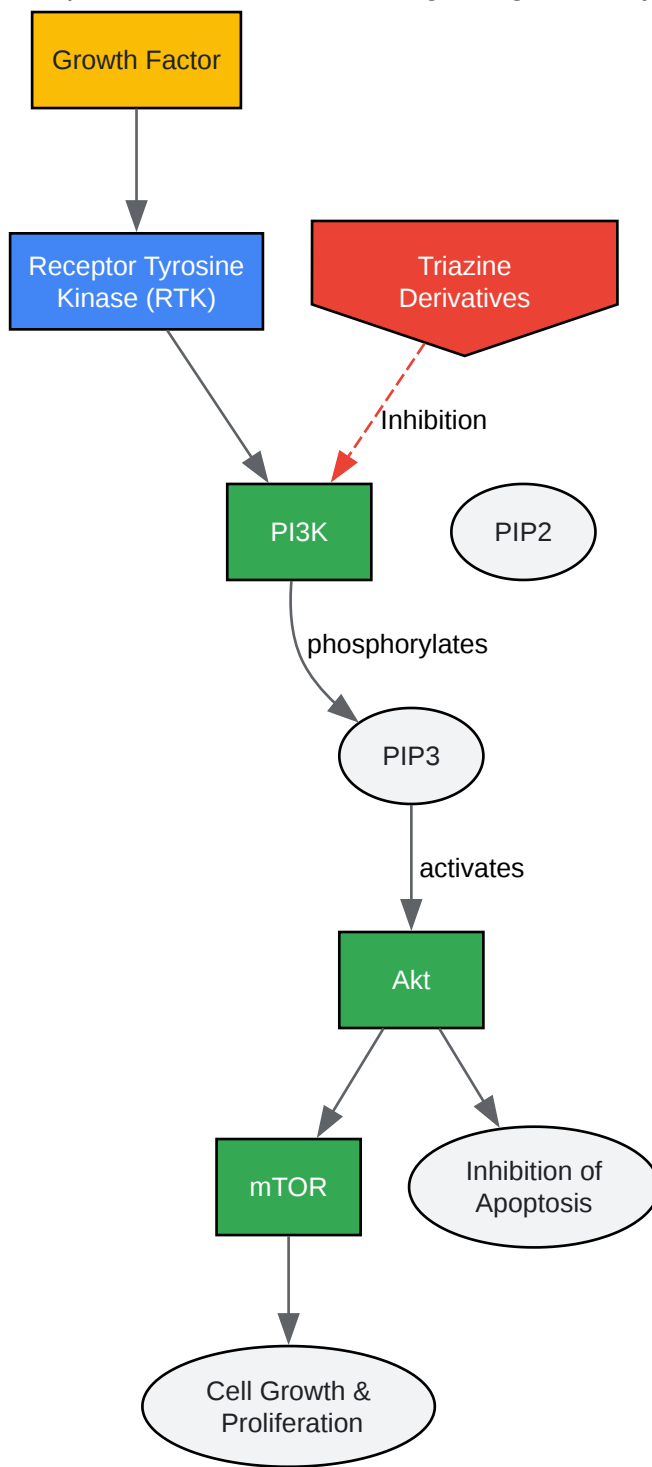 Growth Factor
Receptor Tyrosine
Kinase (RTK)
Triazine
Derivatives
Inhibition
PI3K
PIP2
phosphorylates
PIP3
activates
Akt
mTOR
Inhibition of
Apoptosis
Cell Growth &
Proliferation